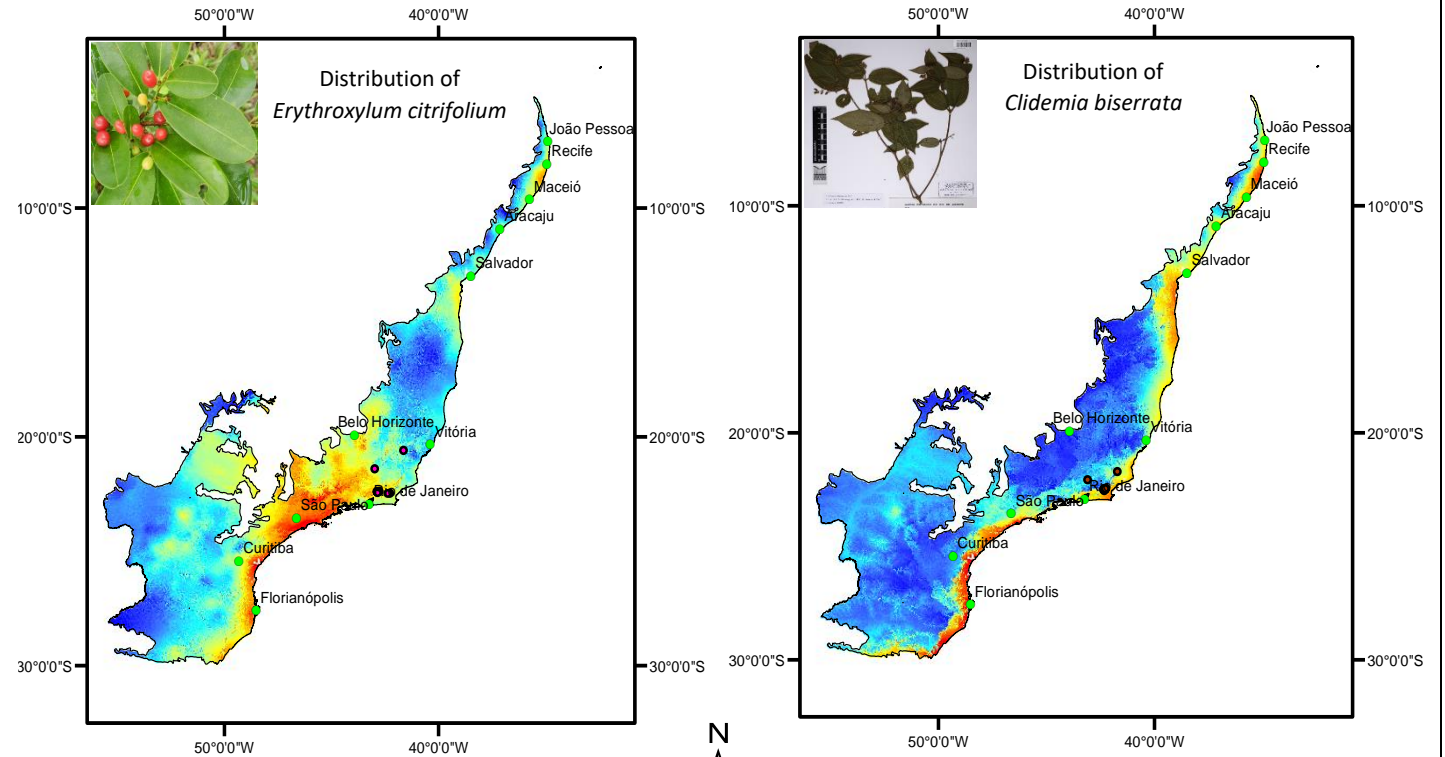 50°0'0"W 40°0'0"W
Distribution of
Erythroxylum citrifolium
João Pessoa
Recife
Maceió
Aracaju
Salvador
Belo Horizonte
Vitória
Rio de Janeiro
São Paulo
Curitiba
Florianópolis
10°0'0"S 10°0'0"S
20°0'0"S 20°0'0"S
30°0'0"S 30°0'0"S
50°0'0"W 40°0'0"W
N
50°0'0"W 40°0'0"W
Distribution of
Clidemia biserrata
João Pessoa
Recife
Maceió
Aracaju
Salvador
Belo Horizonte
Vitória
Rio de Janeiro
São Paulo
Curitiba
Florianópolis
10°0'0"S 10°0'0"S
20°0'0"S 20°0'0"S
30°0'0"S 30°0'0"S
50°0'0"W 40°0'0"W